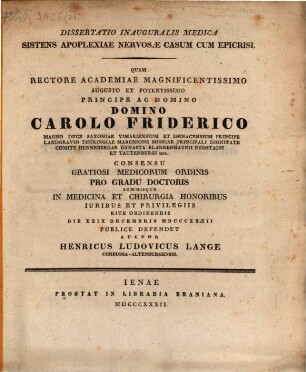 DISSERTATIO INAUGURALIS MEDICA
SISTENS APOPLEXIAE NERVOSAE CASUM CUM EPICRISI.
QUAM
RECTORE ACADEMIAE MAGNIFICENTISSIMO
AUGUSTO ET POTENTISSIMO
PRINCIPE AC DOMINO
DOMINO
CAROLO FRIDERICO
MAGNO DUCE SAXONIAE VIMARIENSIUM ET ISENACENSIUM PRINCIPE
LANDGRAVIO THURINGIAE MARCHIONE MISNIAE PRINCIPALI DIGNITATE
COMITE HENNEBERGAE DYNASTA BLANKENHAYNII NEOSTADII
ET TAUTENBURGI REL.
CONSENSU
GRATIOSI MEDICORUM ORDINIS
PRO GRADU DOCTORIS
SUMMISQUE
IN MEDICINA ET CHIRURGIA HONORIBUS
IURIBUS ET PRIVILEGIIS
RITE OBTINENDIS
DIE XXIX DECEMBRIS MDCCCXXXII
PUBLICE DEFENDET
AUCTOR
HENRICUS LUDOVICUS LANGE
CORBUSSA-ALTENBURGENSIS.
IENAE
PROSTAT IN LIBRARIA BRANIANA.
MDCCCXXXII.